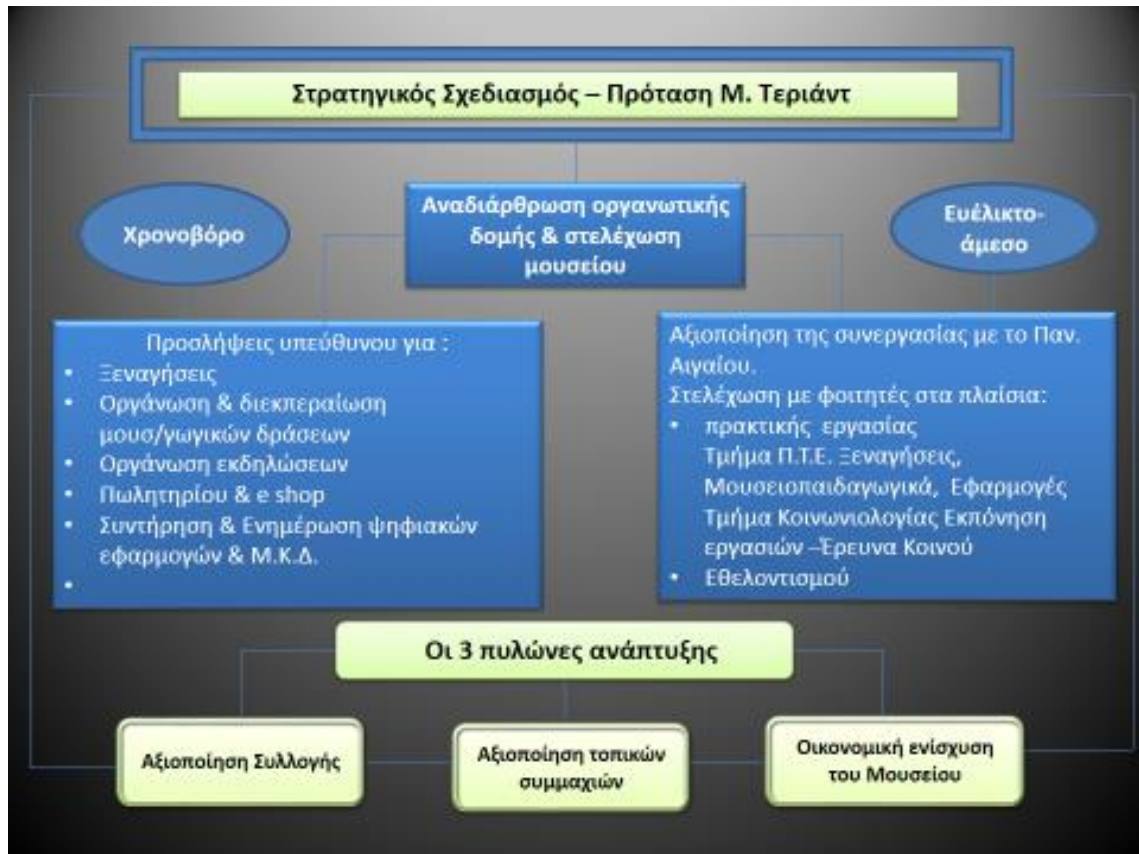 Στρατηγικός Σχεδιασμός – Πρόταση Μ. Τεριάντ
Χρονοβόρο
Αναδιάρθρωση οργανωτικής
δομής & στελέχωση
μουσείου
Ευέλικτο-
άμεσο
Προσλήψεις υπεύθυνου για :
• Ξεναγήσεις
• Οργάνωση & διεκπεραίωση
μουσ/γωγικών δράσεων
• Οργάνωση εκδηλώσεων
• Πωλητηρίου & e shop
• Συντήρηση & Ενημέρωση ψηφιακών
εφαρμογών & Μ.Κ.Δ.
•
Αξιοποίηση της συνεργασίας με το Παν.
Αιγαίου.
Στελέχωση με φοιτητές στα πλαίσια:
• πρακτικής εργασίας
Τμήμα Π.Τ.Ε. Ξεναγήσεις,
Μουσειοπαιδαγωγικά, Εφαρμογές
Τμήμα Κοινωνιολογίας Εκπόνηση
εργασιών –Έρευνα Κοινού
• Εθελοντισμού
Οι 3 πυλώνες ανάπτυξης
Αξιοποίηση Συλλογής
Αξιοποίηση τοπικών
συμμαχιών
Οικονομική ενίσχυση
του Μουσείου